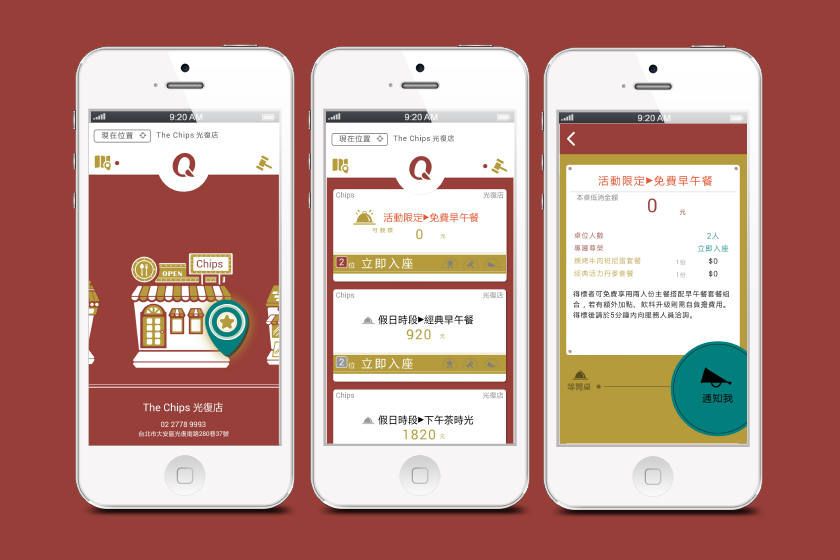 9:20 AM
現在位置
The Chips 光復店
Q
OPEN
Chips
The Chips 光復店
02 2778 9993
台北市大安區光復南路280巷37號
9:20 AM
現在位置
The Chips 光復店
Q
Chips 光復店
活動限定▶免費早午餐
可競標 0 元
2位 立即入座
Chips 光復店
假日時段▶經典早午餐
920 元
2位 立即入座
Chips 光復店
假日時段▶下午茶時光
1820 元
9:20 AM
活動限定▶免費早午餐
本桌低消金額
0 元
桌位人數 2人
專屬尊榮 立即入座
燒烤牛肉班尼蛋套餐 1份 $0
經典活力丹麥套餐 1份 $0
得標者可免費享用兩人份主餐搭配早午餐套餐組
合，若有額外加點、飲料升級則需自負擔費用。
得標後請於5分鐘內向服務人員洽詢。
等開桌
通知我